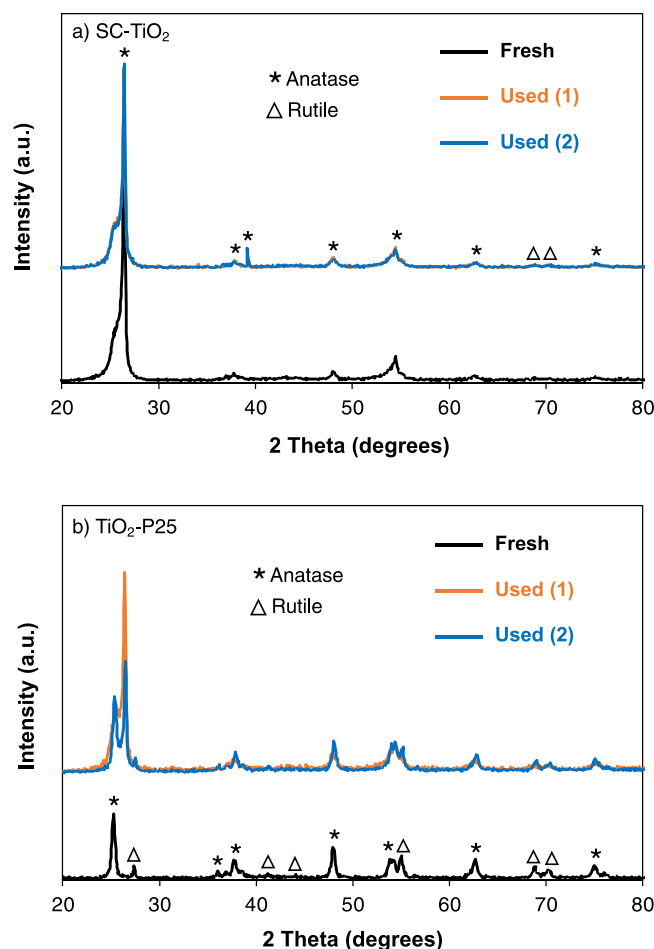 a) SC-TiO₂
* Anatase
△ Rutile
Fresh
Used (1)
Used (2)
Intensity (a.u.)
* * * * * * △ △ *
20 30 40 50 60 70 80
2 Theta (degrees)
b) TiO₂-P25
* Anatase
△ Rutile
Fresh
Used (1)
Used (2)
Intensity (a.u.)
* △ * * △ △ * * △ * △ △ *
20 30 40 50 60 70 80
2 Theta (degrees)